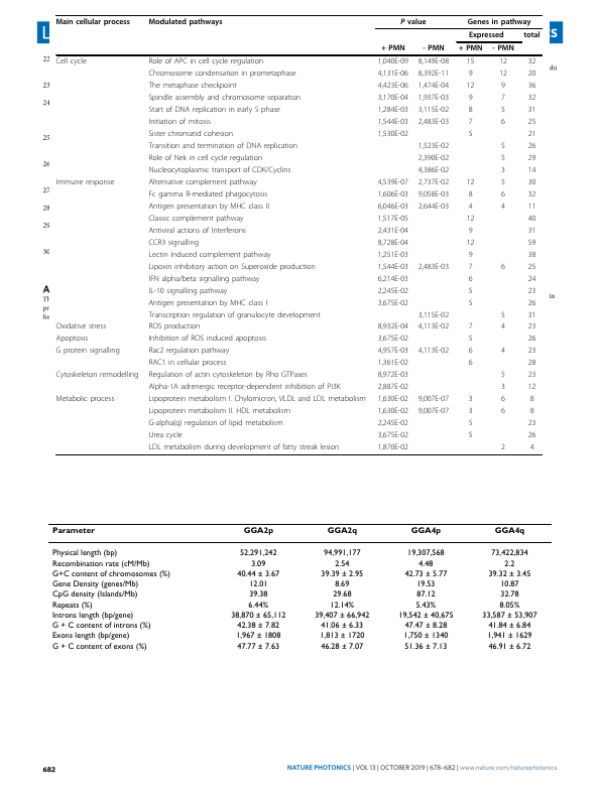 L
s
Main cellular process Modulated pathways P value Genes in pathway
Expressed total
+ PMN - PMN + PMN - PMN
22 Cell cycle Role of APC in cell cycle regulation 1,040E-09 8,149E-08 15 12 32
Chromosome condensation in prometaphase 4,131E-06 8,392E-11 9 12 20
23 The metaphase checkpoint 4,423E-06 1,474E-04 12 9 36
24 Spindle assembly and chromosome separation 3,170E-04 1,937E-03 9 7 32
Start of DNA replication in early S phase 1,284E-03 3,115E-02 8 5 31
Initiation of mitosis 1,544E-03 2,483E-03 7 6 25
25 Sister chromatid cohesion 1,530E-02 5 21
Transition and termination of DNA replication 1,523E-02 5 26
26 Role of Nek in cell cycle regulation 2,390E-02 5 29
Nucleocytoplasmic transport of CDK/Cyclins 4,386E-02 3 14
Immune response Alternative complement pathway 4,539E-07 2,737E-02 12 5 30
27 Fc gamma R-mediated phagocytosis 1,606E-03 9,058E-03 8 6 32
28 Antigen presentation by MHC class II 6,046E-03 2,644E-03 4 4 11
Classic complement pathway 1,517E-05 12 40
29 Antiviral actions of Interferons 2,431E-04 9 31
CCR3 signalling 8,728E-04 12 59
30 Lectin Induced complement pathway 1,251E-03 9 38
Lipoxin inhibitory action on Superoxide production 1,544E-03 2,483E-03 7 6 25
IFN alpha/beta signalling pathway 6,214E-03 6 24
IL-10 signalling pathway 2,245E-02 5 23
A Antigen presentation by MHC class I 3,675E-02 5 26
in
Transcription regulation of granulocyte development 3,115E-02 5 31
Oxidative stress ROS production 8,932E-04 4,113E-02 7 4 23
Apoptosis Inhibition of ROS induced apoptosis 3,675E-02 5 26
G protein signalling Rac2 regulation pathway 4,957E-03 4,113E-02 6 4 23
RAC1 in cellular process 1,361E-02 6 28
Cytoskeleton remodelling Regulation of actin cytoskeleton by Rho GTPases 8,972E-03 5 23
Alpha-1A adrenergic receptor-dependent inhibition of PI3K 2,887E-02 3 12
Metabolic process Lipoprotein metabolism I. Chylomicron, VLDL and LDL metabolism 1,630E-02 9,007E-07 3 6 8
Lipoprotein metabolism II. HDL metabolism 1,630E-02 9,007E-07 3 6 8
G-alpha(q) regulation of lipid metabolism 2,245E-02 5 23
Urea cycle 3,675E-02 5 26
LDL metabolism during development of fatty streak lesion 1,870E-02 2 4
Parameter GGA2p GGA2q GGA4p GGA4q
Physical length (bp) 52,291,242 94,991,177 19,307,568 73,422,834
Recombination rate (cM/Mb) 3.09 2.54 4.48 2.2
G+C content of chromosomes (%) 40.44 ± 3.67 39.39 ± 2.95 42.73 ± 5.77 39.32 ± 3.45
Gene Density (genes/Mb) 12.01 8.69 19.53 10.87
CpG density (Islands/Mb) 39.38 29.68 87.12 32.78
Repeats (%) 6.44% 12.14% 5.43% 8.05%
Introns length (bp/gene) 38,870 ± 65,112 39,407 ± 66,942 19,542 ± 40,675 33,587 ± 53,907
G + C content of introns (%) 42.38 ± 7.82 41.06 ± 6.33 47.47 ± 8.28 41.84 ± 6.84
Exons length (bp/gene) 1,967 ± 1808 1,813 ± 1720 1,750 ± 1340 1,941 ± 1629
G + C content of exons (%) 47.77 ± 7.63 46.28 ± 7.07 51.36 ± 7.13 46.91 ± 6.72
682 NATURE PHOTONICS | VOL 13 | OCTOBER 2019 | 678–682 | www.nature.com/naturephotonics